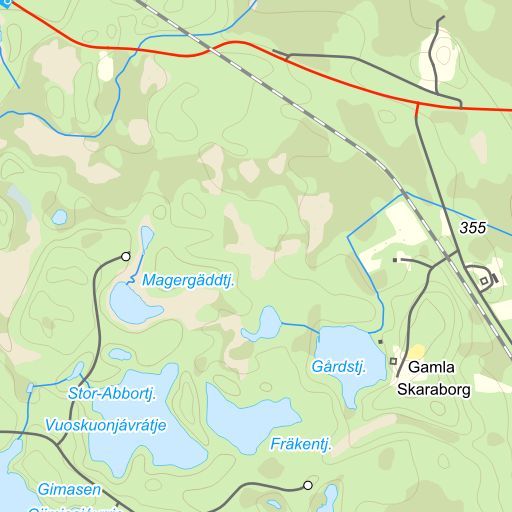 355
Magergäddtj.
Gårdstj.
Gamla
Skaraborg
Stor-Abbortj.
Vuoskuonjávrátje
Fräkentj.
Gimasen